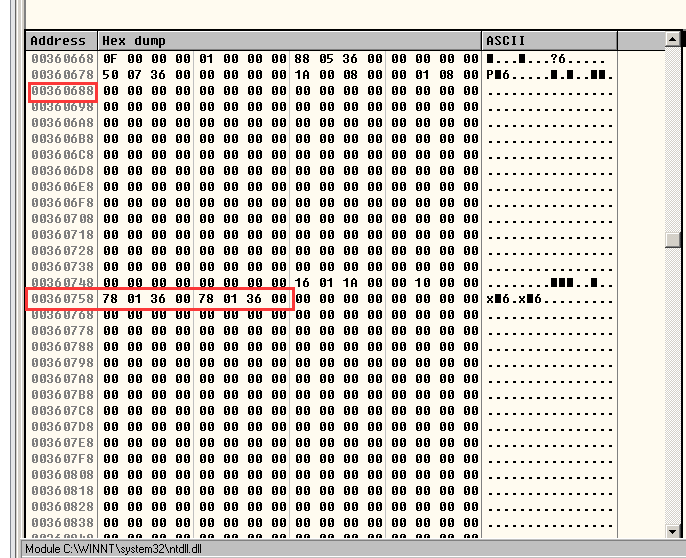 Address Hex dump ASCII
00360668 0F 00 00 00 01 00 00 00 88 05 36 00 00 00 00 00 ■...■...?6.....
00360678 50 07 36 00 00 00 00 00 1A 00 08 00 00 01 08 00 P■6.....■.■..■■.
00360688 00 00 00 00 00 00 00 00 00 00 00 00 00 00 00 00 ................
00360698 00 00 00 00 00 00 00 00 00 00 00 00 00 00 00 00 ................
003606A8 00 00 00 00 00 00 00 00 00 00 00 00 00 00 00 00 ................
003606B8 00 00 00 00 00 00 00 00 00 00 00 00 00 00 00 00 ................
003606C8 00 00 00 00 00 00 00 00 00 00 00 00 00 00 00 00 ................
003606D8 00 00 00 00 00 00 00 00 00 00 00 00 00 00 00 00 ................
003606E8 00 00 00 00 00 00 00 00 00 00 00 00 00 00 00 00 ................
003606F8 00 00 00 00 00 00 00 00 00 00 00 00 00 00 00 00 ................
00360708 00 00 00 00 00 00 00 00 00 00 00 00 00 00 00 00 ................
00360718 00 00 00 00 00 00 00 00 00 00 00 00 00 00 00 00 ................
00360728 00 00 00 00 00 00 00 00 00 00 00 00 00 00 00 00 ................
00360738 00 00 00 00 00 00 00 00 00 00 00 00 00 00 00 00 ................
00360748 00 00 00 00 00 00 00 00 16 01 1A 00 00 10 00 00 ........■■■..■..
00360758 78 01 36 00 78 01 36 00 00 00 00 00 00 00 00 00 x■6.x■6.........
00360768 00 00 00 00 00 00 00 00 00 00 00 00 00 00 00 00 ................
00360778 00 00 00 00 00 00 00 00 00 00 00 00 00 00 00 00 ................
00360788 00 00 00 00 00 00 00 00 00 00 00 00 00 00 00 00 ................
00360798 00 00 00 00 00 00 00 00 00 00 00 00 00 00 00 00 ................
003607A8 00 00 00 00 00 00 00 00 00 00 00 00 00 00 00 00 ................
003607B8 00 00 00 00 00 00 00 00 00 00 00 00 00 00 00 00 ................
003607C8 00 00 00 00 00 00 00 00 00 00 00 00 00 00 00 00 ................
003607D8 00 00 00 00 00 00 00 00 00 00 00 00 00 00 00 00 ................
003607E8 00 00 00 00 00 00 00 00 00 00 00 00 00 00 00 00 ................
003607F8 00 00 00 00 00 00 00 00 00 00 00 00 00 00 00 00 ................
00360808 00 00 00 00 00 00 00 00 00 00 00 00 00 00 00 00 ................
00360818 00 00 00 00 00 00 00 00 00 00 00 00 00 00 00 00 ................
00360828 00 00 00 00 00 00 00 00 00 00 00 00 00 00 00 00 ................
00360838 00 00 00 00 00 00 00 00 00 00 00 00 00 00 00 00 ................
Module C:\WINNT\system32\ntdll.dll